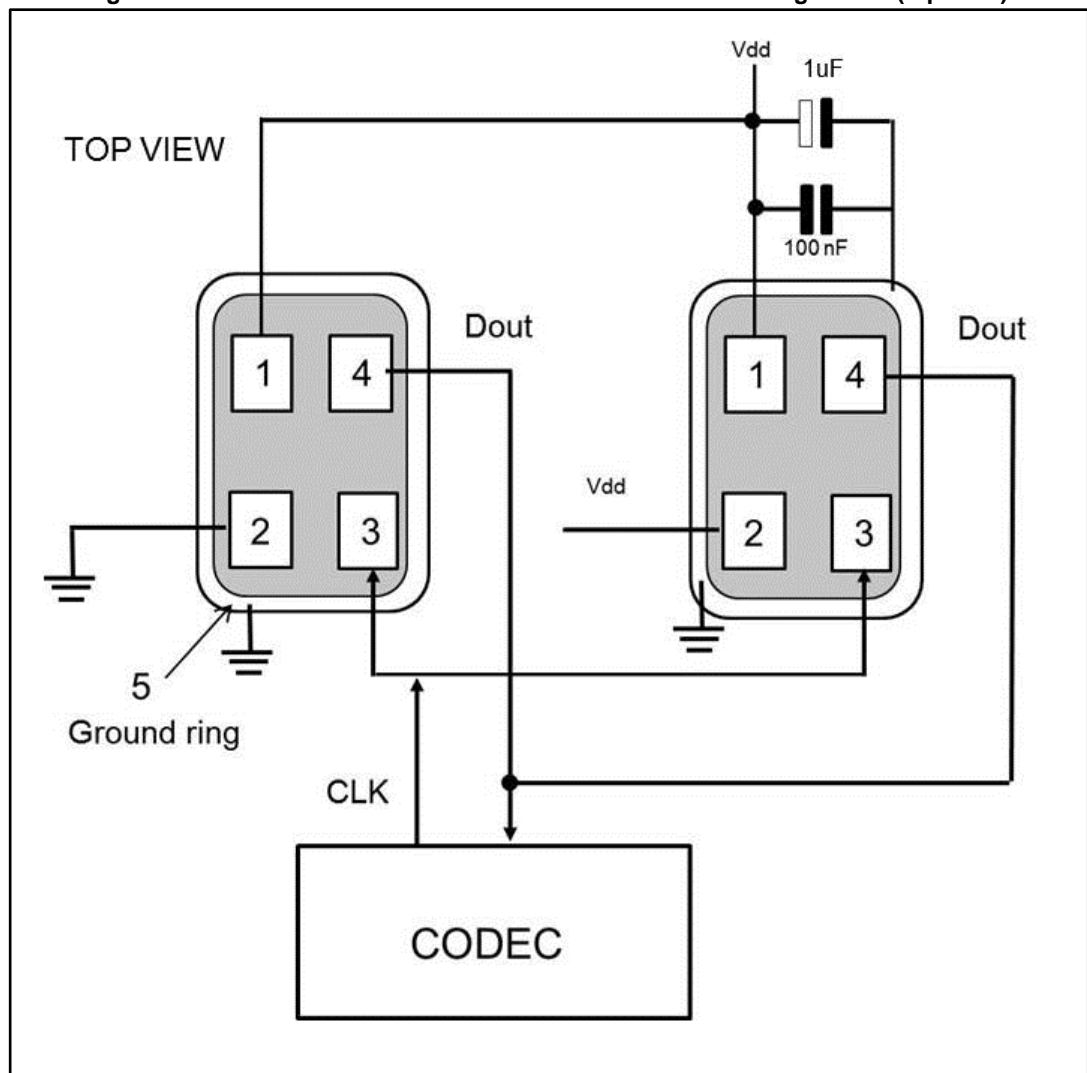 Vdd
1uF
TOP VIEW
100 nF
Dout
Dout
1
4
1
4
Vdd
2
3
2
3
5
Ground ring
CLK
CODEC